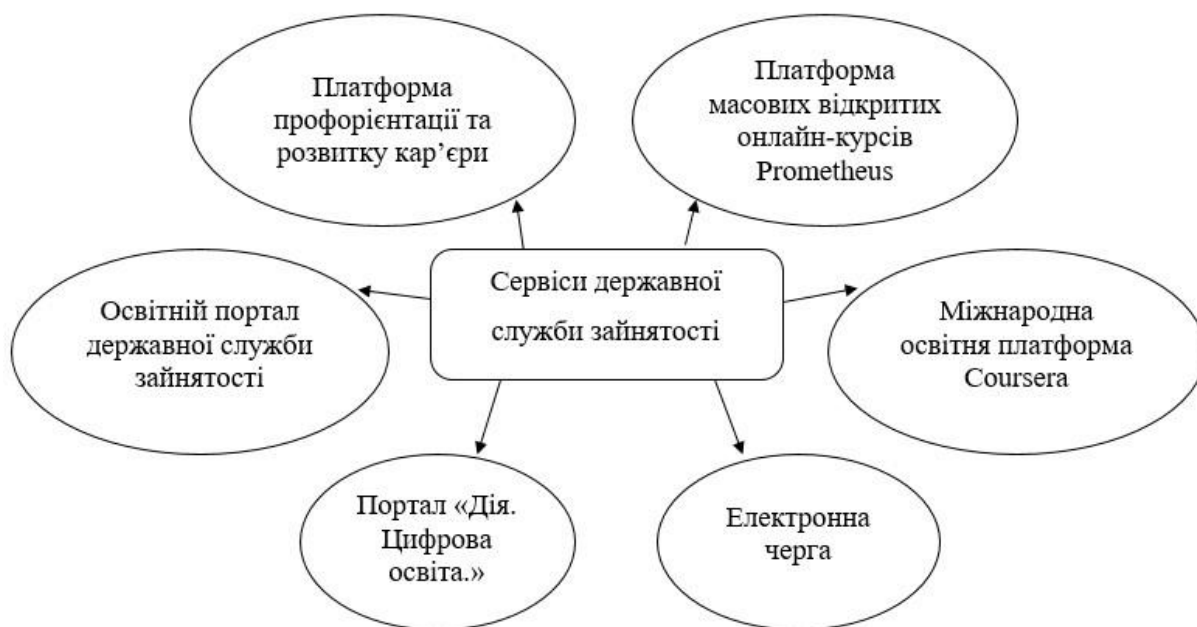 Платформа
профорієнтації та
розвитку кар’єри
Платформа
масових відкритих
онлайн-курсів
Prometheus
Сервіси державної
служби зайнятості
Освітній портал
державної служби
зайнятості
Міжнародна
освітня платформа
Coursera
Портал «Дія.
Цифрова
освіта.»
Електронна
черга